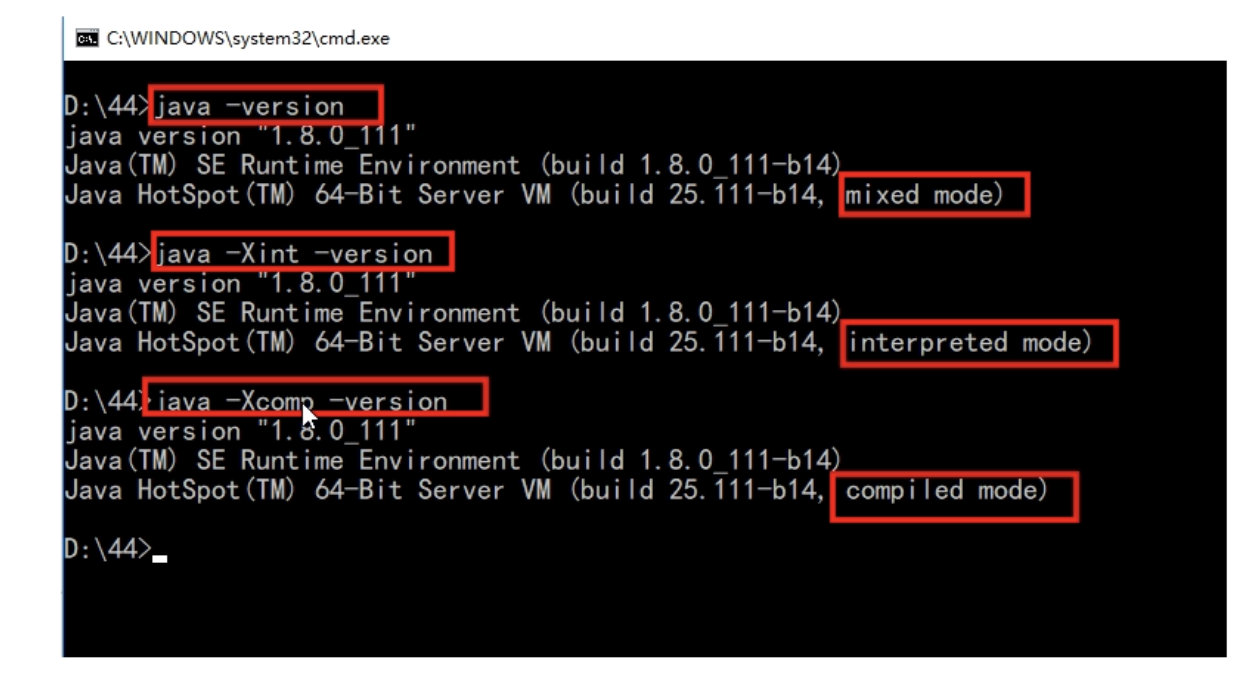 C:\WINDOWS\system32\cmd.exe
D:\44>java -version
java version "1.8.0_111"
Java(TM) SE Runtime Environment (build 1.8.0_111-b14)
Java HotSpot(TM) 64-Bit Server VM (build 25.111-b14, mixed mode)
D:\44>java -Xint -version
java version "1.8.0_111"
Java(TM) SE Runtime Environment (build 1.8.0_111-b14)
Java HotSpot(TM) 64-Bit Server VM (build 25.111-b14, interpreted mode)
D:\44>java -Xcomp -version
java version "1.8.0_111"
Java(TM) SE Runtime Environment (build 1.8.0_111-b14)
Java HotSpot(TM) 64-Bit Server VM (build 25.111-b14, compiled mode)
D:\44>